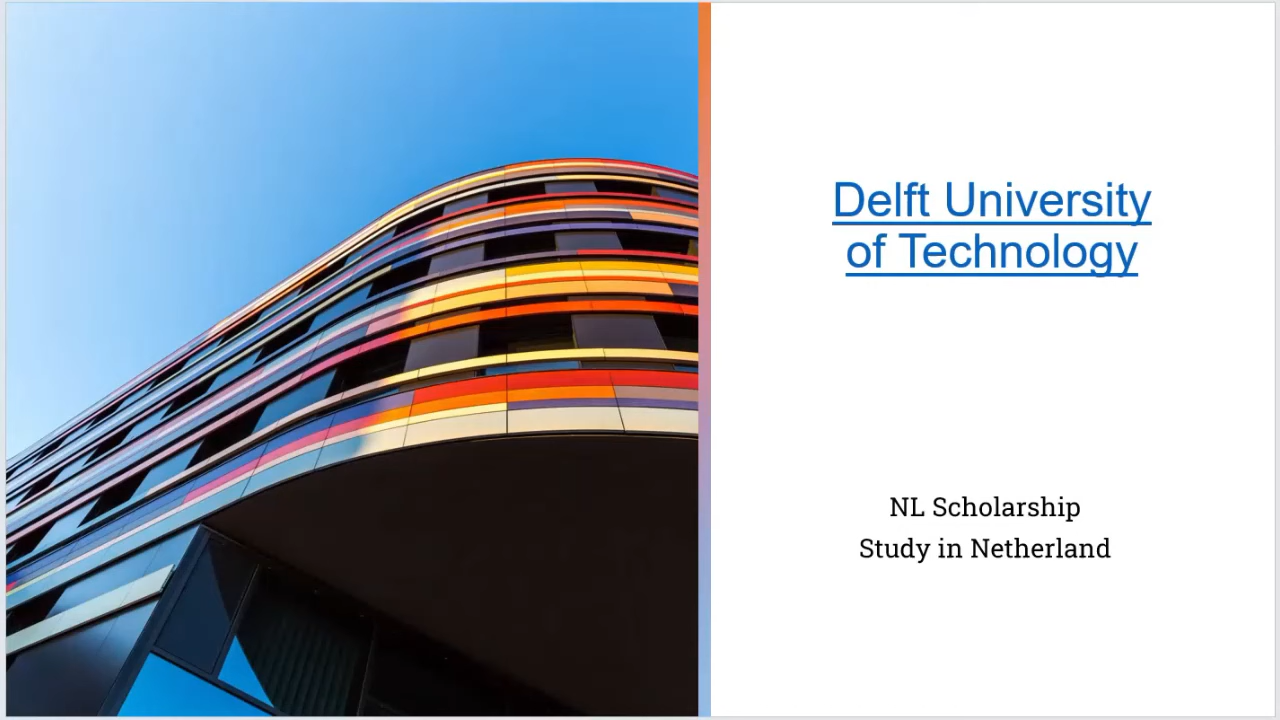 Delft University
of Technology
NL Scholarship
Study in Netherland